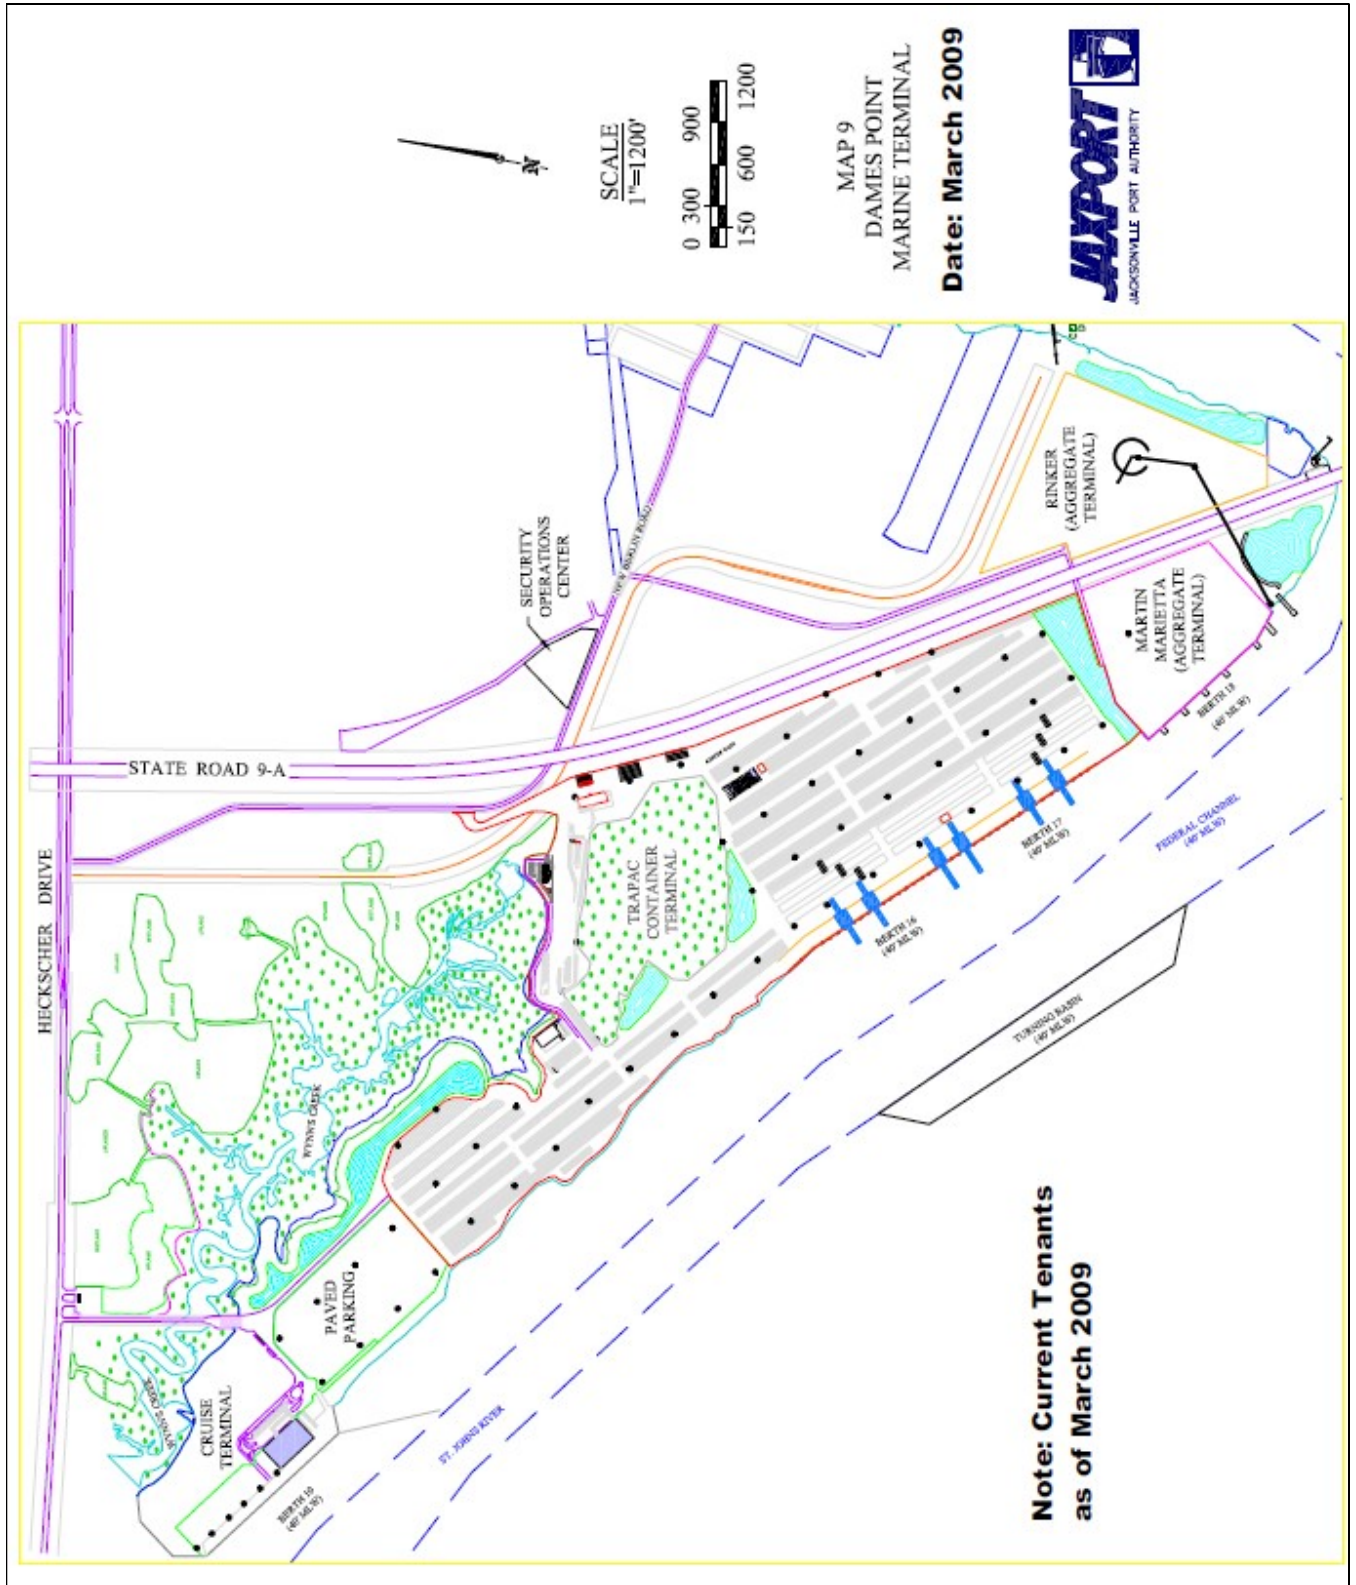 SCALE
1"=1200'
0 300 900
150 600 1200
N
MAP 9
DAMES POINT
MARINE TERMINAL
Date: March 2009
JAXPORT
JACKSONVILLE PORT AUTHORITY
HECKSCHER DRIVE
STATE ROAD 9-A
SECURITY
OPERATIONS
CENTER
RINKER
(AGGREGATE
TERMINAL)
MARTIN
MARIETTA
(AGGREGATE
TERMINAL)
BERTH 18
(40' MLW)
FEDERAL CHANNEL
(40' MLW)
BERTH 17
(40' MLW)
BERTH 16
(40' MLW)
TRAPAC
CONTAINER
TERMINAL
TURNING BASIN
(40' MLW)
WYNN'S CREEK
PAVED
PARKING
CRUISE
TERMINAL
WYNN'S CREEK
BERTH 10
(40' MLW)
ST. JOHNS RIVER
Note: Current Tenants
as of March 2009